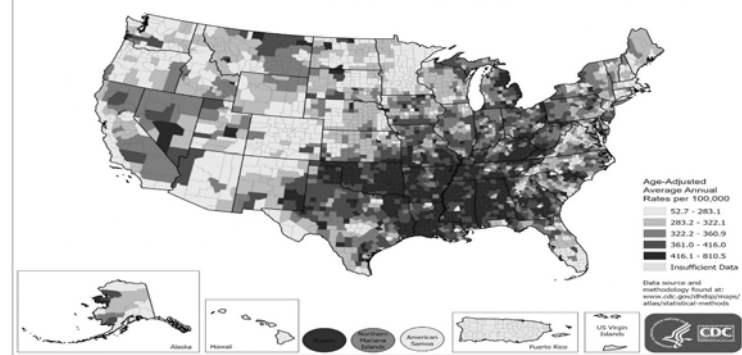 Age-Adjusted
Average Annual
Rates per 100,000
52.7 - 283.1
283.2 - 322.1
322.2 - 360.9
361.0 - 416.0
416.1 - 810.5
Insufficient Data
Data source and
methodology found at:
www.cdc.gov/dhdsp/maps/
atlas/statistical-methods
Alaska
Hawaii
Northern
Mariana
Islands
American
Samoa
Puerto Rico
US Virgin
Islands
CDC